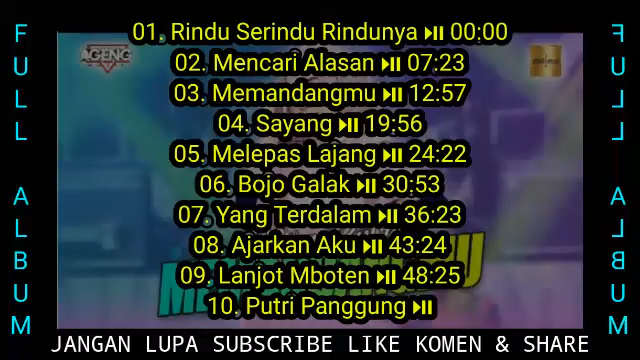 FULL ALBUM
01. Rindu Serindu Rindunya ⏯ 00:00
02. Mencari Alasan ⏯ 07:23
03. Memandangmu ⏯ 12:57
04. Sayang ⏯ 19:56
05. Melepas Lajang ⏯ 24:22
06. Bojo Galak ⏯ 30:53
07. Yang Terdalam ⏯ 36:23
08. Ajarkan Aku ⏯ 43:24
09. Lanjot Mboten ⏯ 48:25
10. Putri Panggung ⏯
FULL ALBUM
AGENG
JANGAN LUPA SUBSCRIBE LIKE KOMEN & SHARE